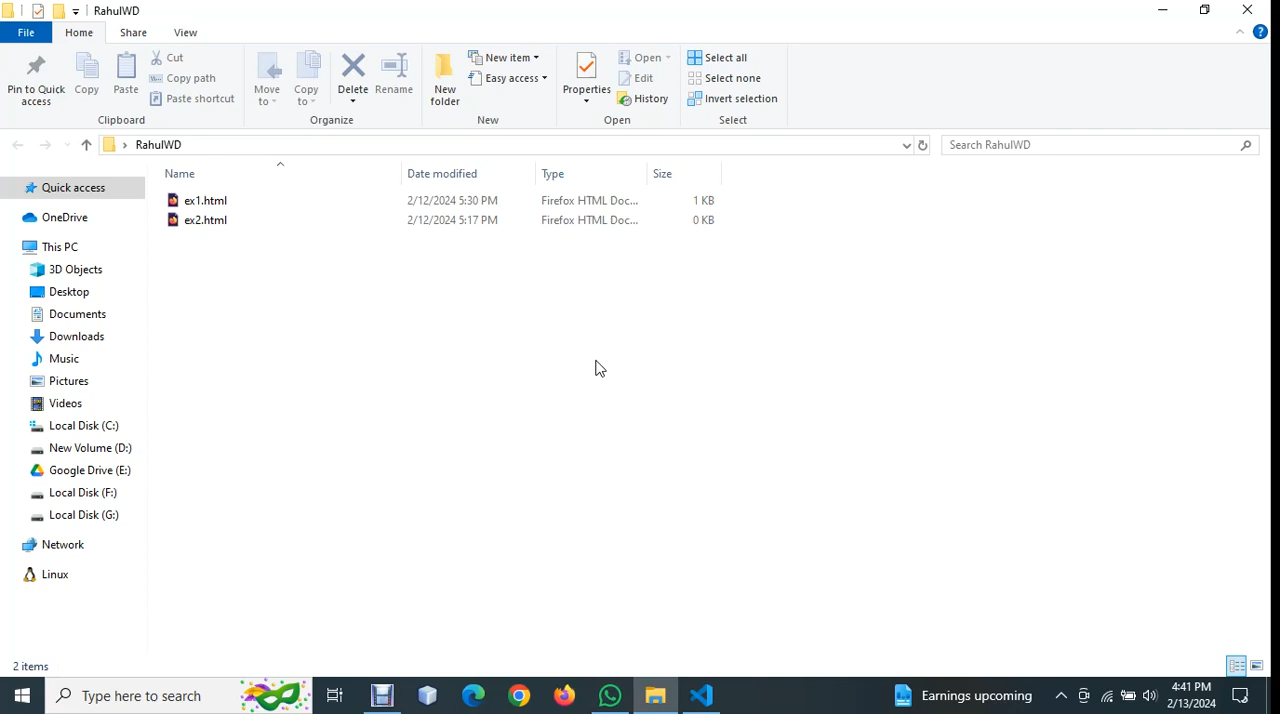 RahulWD
File Home Share View
Pin to Quick access
Copy
Paste
Cut
Copy path
Paste shortcut
Clipboard
Move to
Copy to
Delete
Rename
Organize
New folder
New item
Easy access
New
Properties
Open
Edit
History
Open
Select all
Select none
Invert selection
Select
RahulWD
Search RahulWD
Name Date modified Type Size
ex1.html 2/12/2024 5:30 PM Firefox HTML Doc... 1 KB
ex2.html 2/12/2024 5:17 PM Firefox HTML Doc... 0 KB
Quick access
OneDrive
This PC
3D Objects
Desktop
Documents
Downloads
Music
Pictures
Videos
Local Disk (C:)
New Volume (D:)
Google Drive (E:)
Local Disk (F:)
Local Disk (G:)
Network
Linux
2 items
Type here to search
Earnings upcoming
4:41 PM
2/13/2024